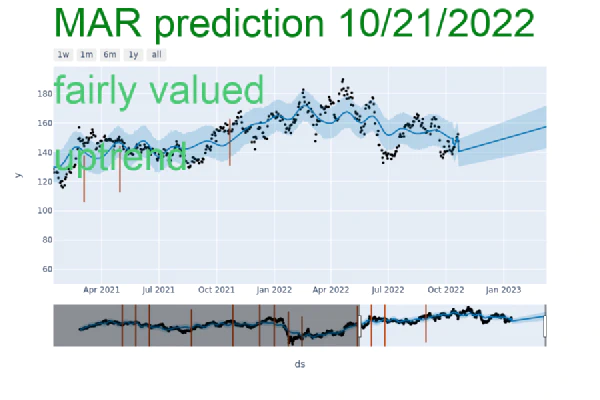 MAR prediction 10/21/2022
1w 1m 6m 1y all
fairly valued
uptrend
180
160
140
120
100
80
60
y
Apr 2021 Jul 2021 Oct 2021 Jan 2022 Apr 2022 Jul 2022 Oct 2022 Jan 2023
ds